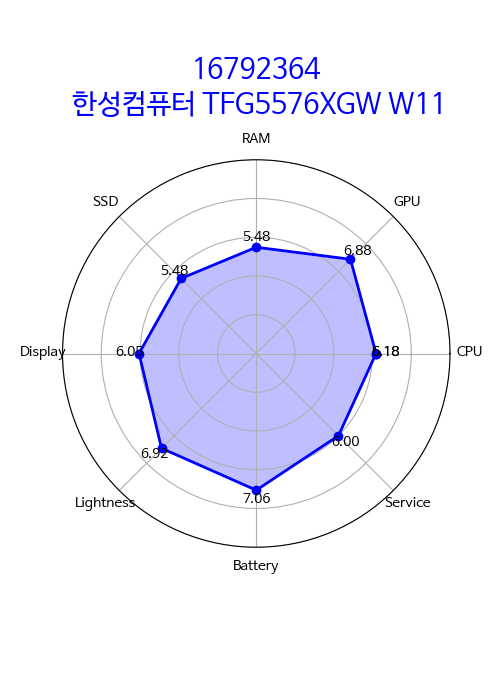 16792364
한성컴퓨터 TFG5576XGW W11
RAM
SSD
GPU
5.48
6.88
5.48
Display
6.05
6.18
CPU
6.92
6.00
Lightness
7.06
Service
Battery